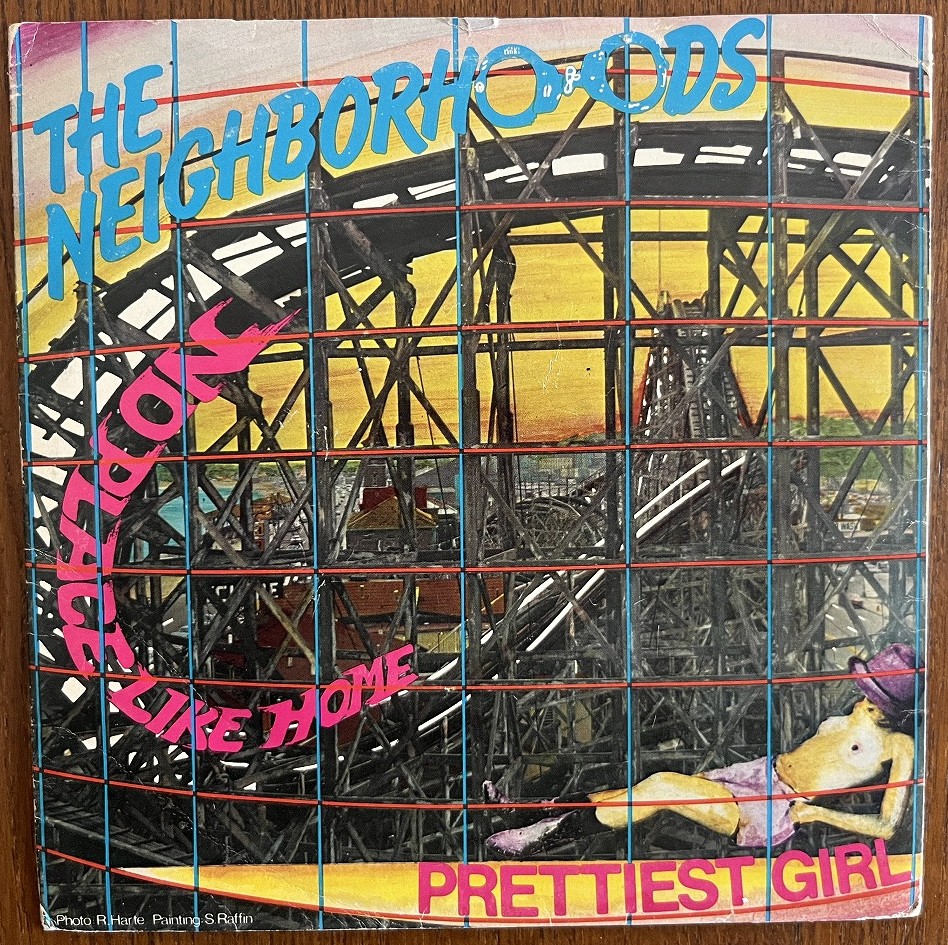 THE
NEIGHBORHOODS
NO PLACE LIKE HOME
PRETTIEST GIRL
Photo: R. Harte Painting: S. Raffin